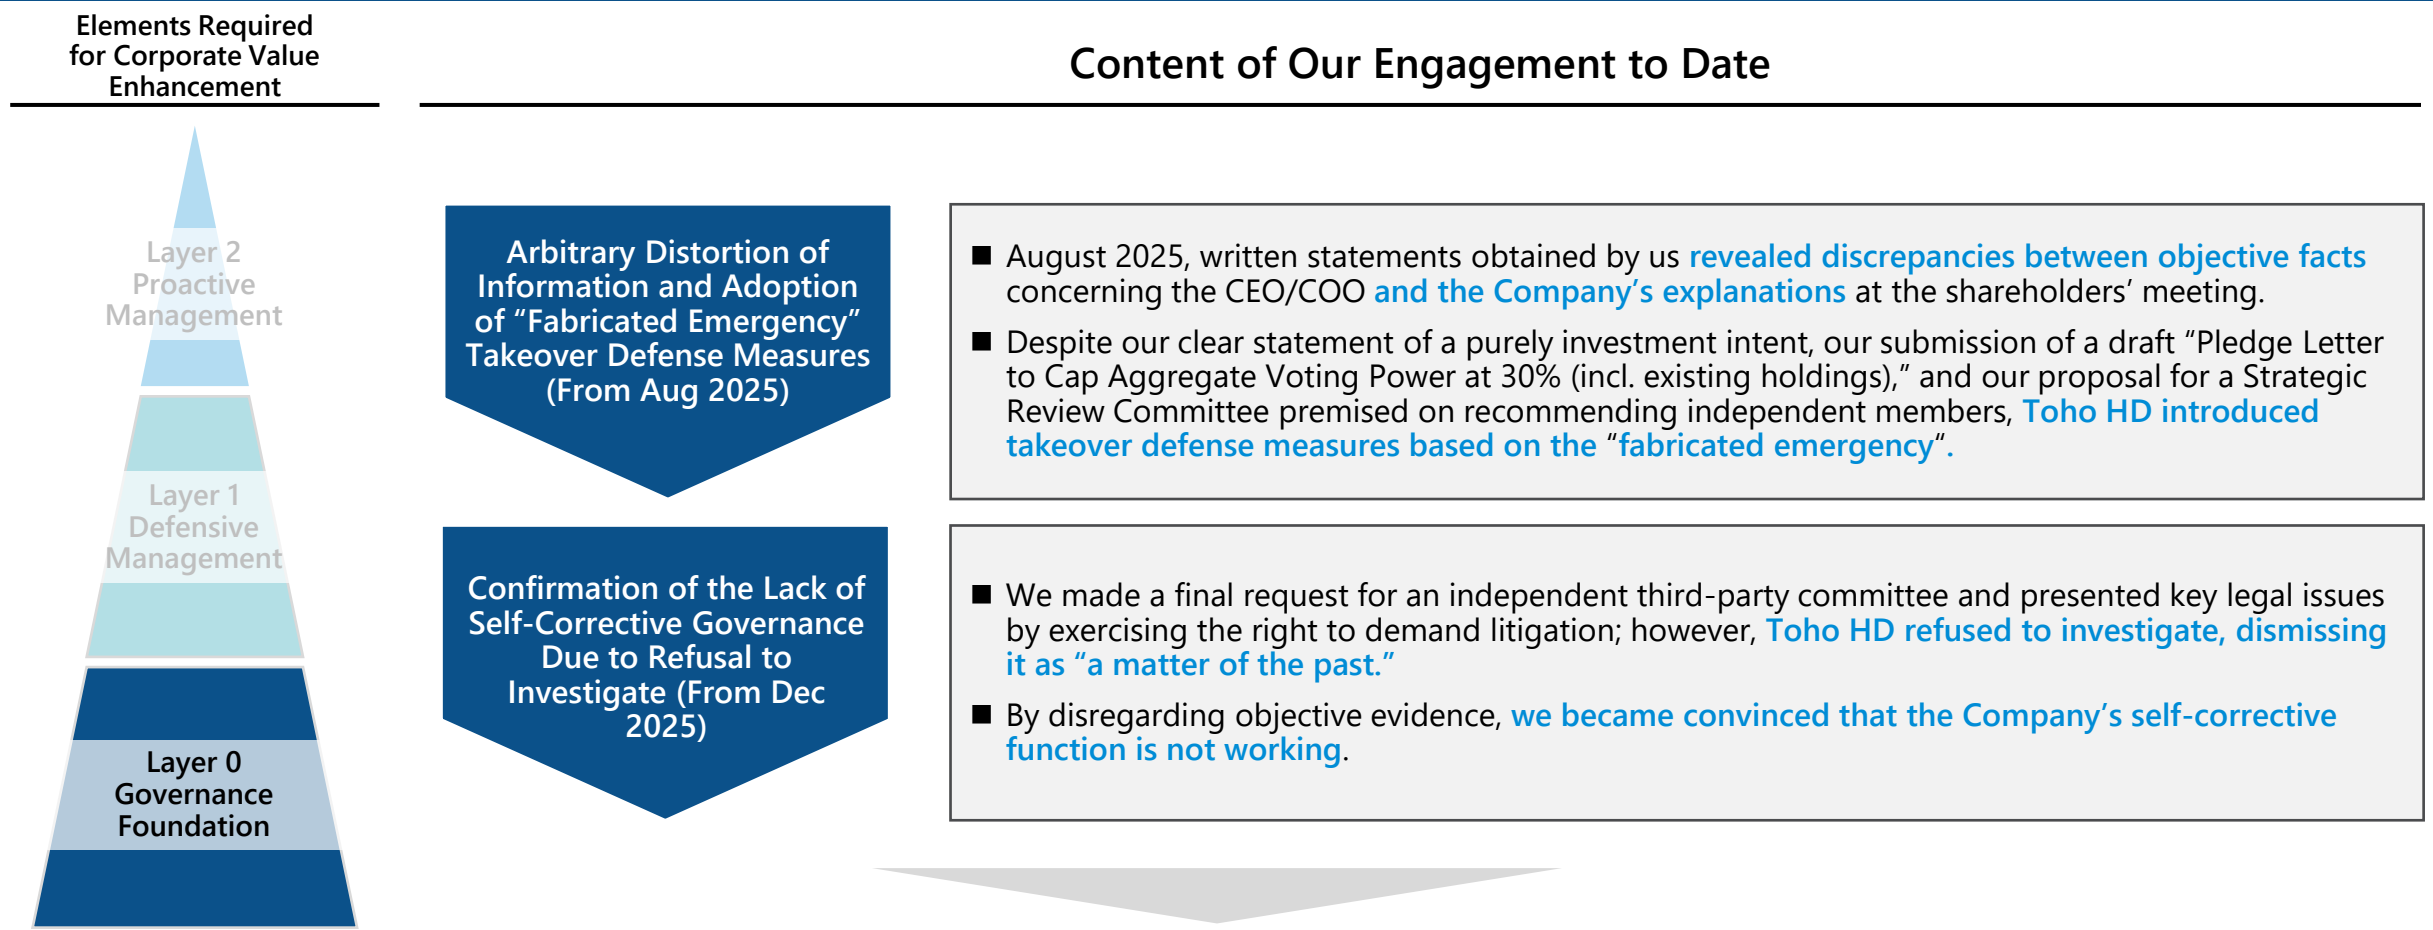 Elements Required
for Corporate Value
Enhancement
Content of Our Engagement to Date
Layer 2
Proactive
Management
Layer 1
Defensive
Management
Layer 0
Governance
Foundation
Arbitrary Distortion of
Information and Adoption
of “Fabricated Emergency”
Takeover Defense Measures
(From Aug 2025)
■ August 2025, written statements obtained by us revealed discrepancies between objective facts
concerning the CEO/COO and the Company’s explanations at the shareholders’ meeting.
■ Despite our clear statement of a purely investment intent, our submission of a draft “Pledge Letter
to Cap Aggregate Voting Power at 30% (incl. existing holdings),” and our proposal for a Strategic
Review Committee premised on recommending independent members, Toho HD introduced
takeover defense measures based on the “fabricated emergency“.
Confirmation of the Lack of
Self-Corrective Governance
Due to Refusal to
Investigate (From Dec
2025)
■ We made a final request for an independent third-party committee and presented key legal issues
by exercising the right to demand litigation; however, Toho HD refused to investigate, dismissing
it as “a matter of the past.”
■ By disregarding objective evidence, we became convinced that the Company’s self-corrective
function is not working.